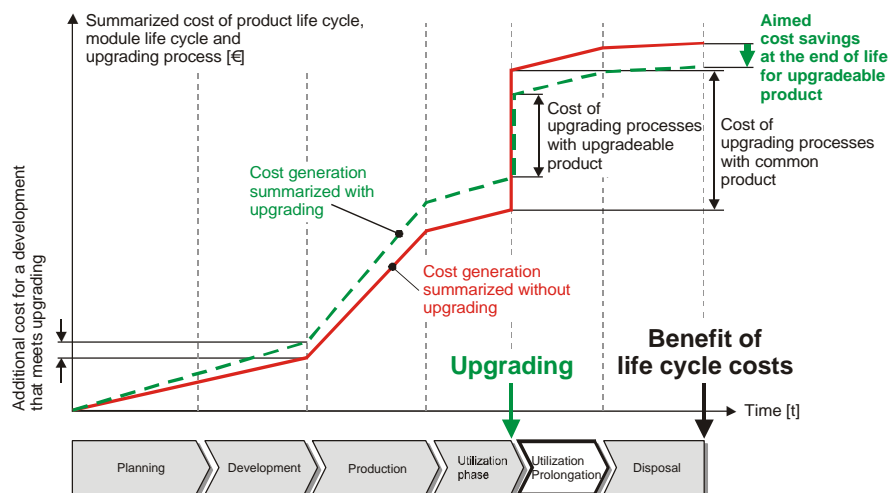 Summarized cost of product life cycle,
module life cycle and
upgrading process [€]
Aimed
cost savings
at the end of life
for upgradeable
product
Cost of
upgrading processes
with upgradeable
product
Cost of
upgrading processes
with common
product
Cost generation
summarized with
upgrading
Cost generation
summarized without
upgrading
Additional cost for a development
that meets upgrading
Upgrading
Benefit of
life cycle costs
Time [t]
Planning
Development
Production
Utilization
phase
Utilization
Prolongation
Disposal